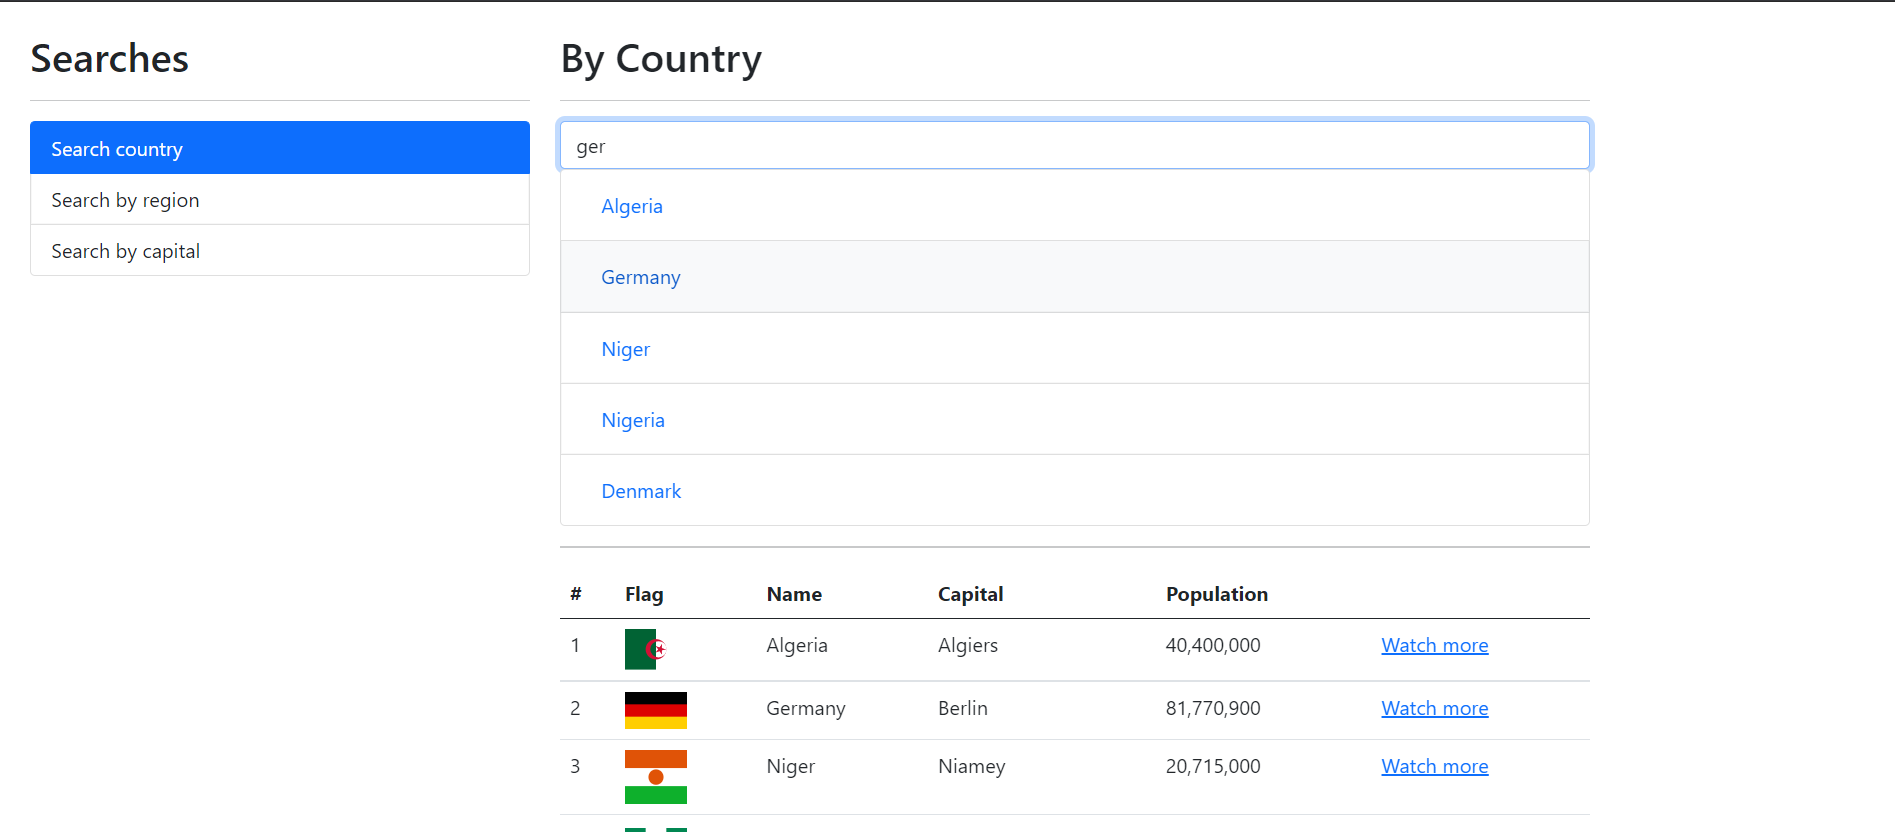 Searches
Search country
Search by region
Search by capital
By Country
ger
Algeria
Germany
Niger
Nigeria
Denmark
# Flag Name Capital Population
1 Algeria Algiers 40,400,000 Watch more
2 Germany Berlin 81,770,900 Watch more
3 Niger Niamey 20,715,000 Watch more